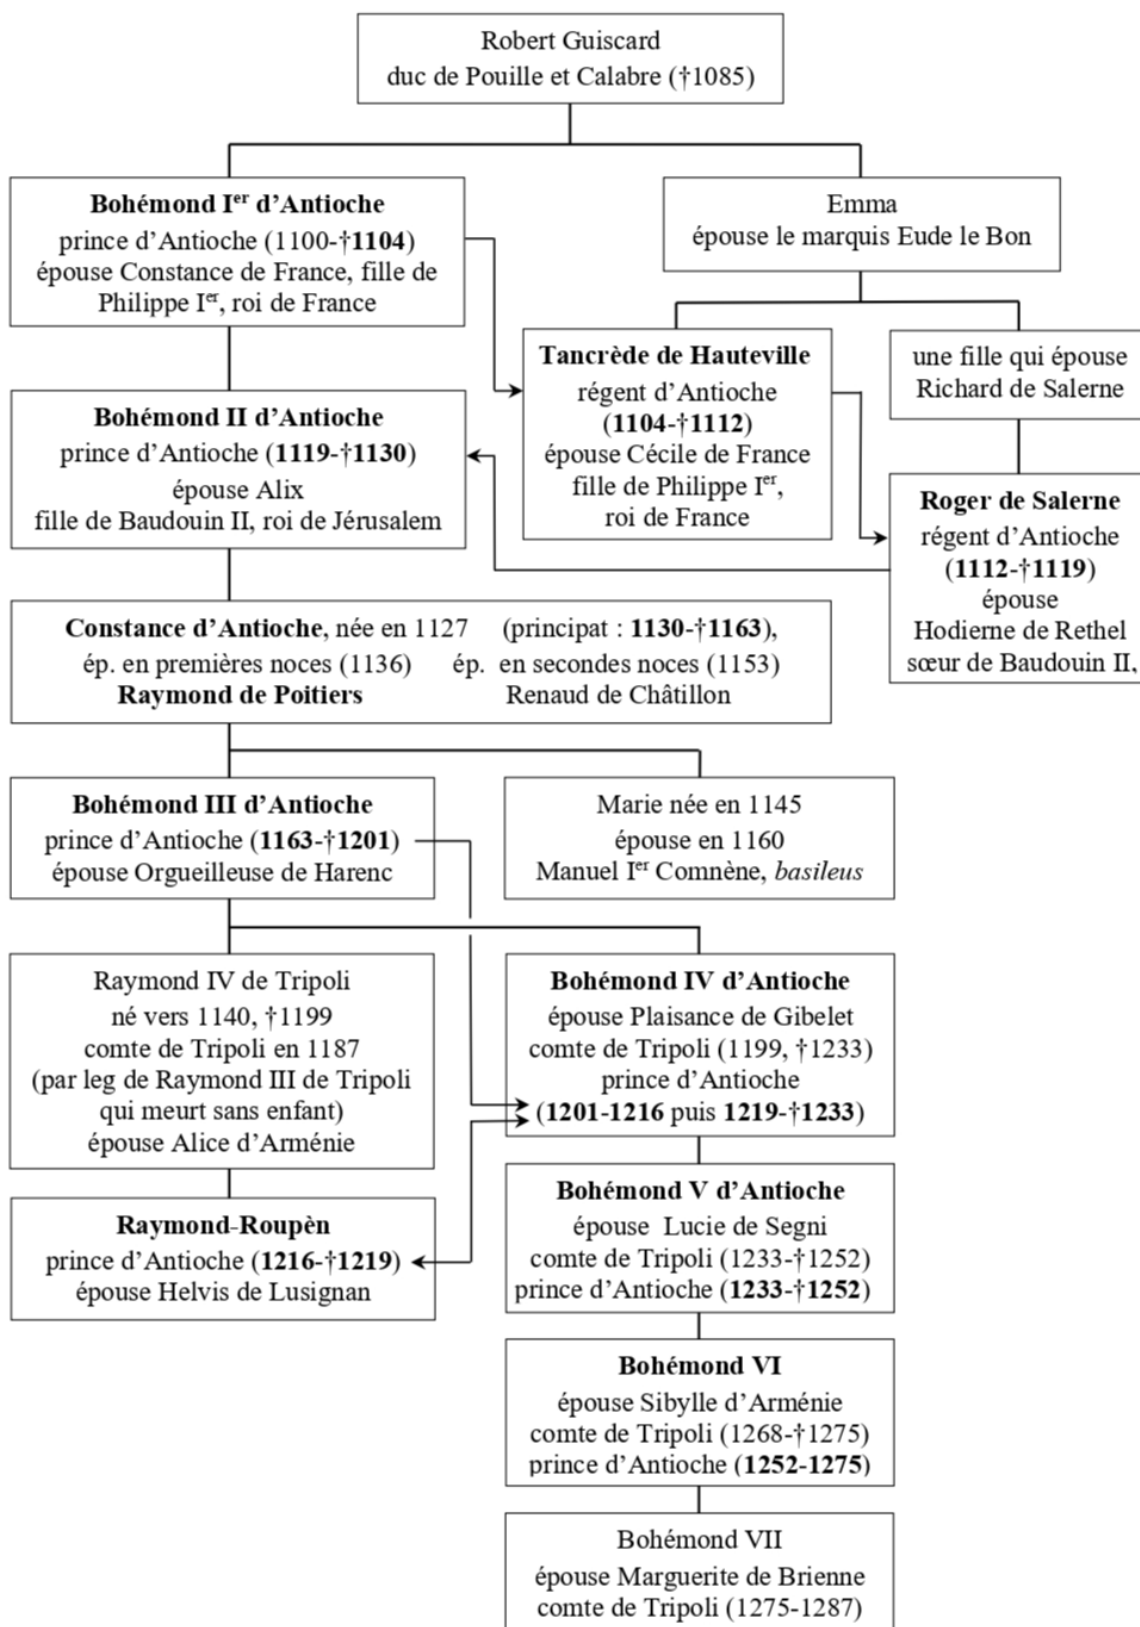 Robert Guiscard
duc de Pouille et Calabre (†1085)
Bohémond Ier d’Antioche
prince d’Antioche (1100-†1104)
épouse Constance de France, fille de
Philippe Ier, roi de France
Emma
épouse le marquis Eude le Bon
Tancrède de Hauteville
régent d’Antioche
(1104-†1112)
épouse Cécile de France
fille de Philippe Ier,
roi de France
une fille qui épouse
Richard de Salerne
Bohémond II d’Antioche
prince d’Antioche (1119-†1130)
épouse Alix
fille de Baudouin II, roi de Jérusalem
Roger de Salerne
régent d’Antioche
(1112-†1119)
épouse
Hodierne de Rethel
sœur de Baudouin II,
Constance d’Antioche, née en 1127 (principat : 1130-†1163),
ép. en premières noces (1136) ép. en secondes noces (1153)
Raymond de Poitiers Renaud de Châtillon
Bohémond III d’Antioche
prince d’Antioche (1163-†1201)
épouse Orgueilleuse de Harenc
Marie née en 1145
épouse en 1160
Manuel Ier Comnène, basileus
Raymond IV de Tripoli
né vers 1140, †1199
comte de Tripoli en 1187
(par leg de Raymond III de Tripoli
qui meurt sans enfant)
épouse Alice d’Arménie
Bohémond IV d’Antioche
épouse Plaisance de Gibelet
comte de Tripoli (1199, †1233)
prince d’Antioche
(1201-1216 puis 1219-†1233)
Raymond-Roupèn
prince d’Antioche (1216-†1219)
épouse Helvis de Lusignan
Bohémond V d’Antioche
épouse Lucie de Segni
comte de Tripoli (1233-†1252)
prince d’Antioche (1233-†1252)
Bohémond VI
épouse Sibylle d’Arménie
comte de Tripoli (1268-†1275)
prince d’Antioche (1252-1275)
Bohémond VII
épouse Marguerite de Brienne
comte de Tripoli (1275-1287)